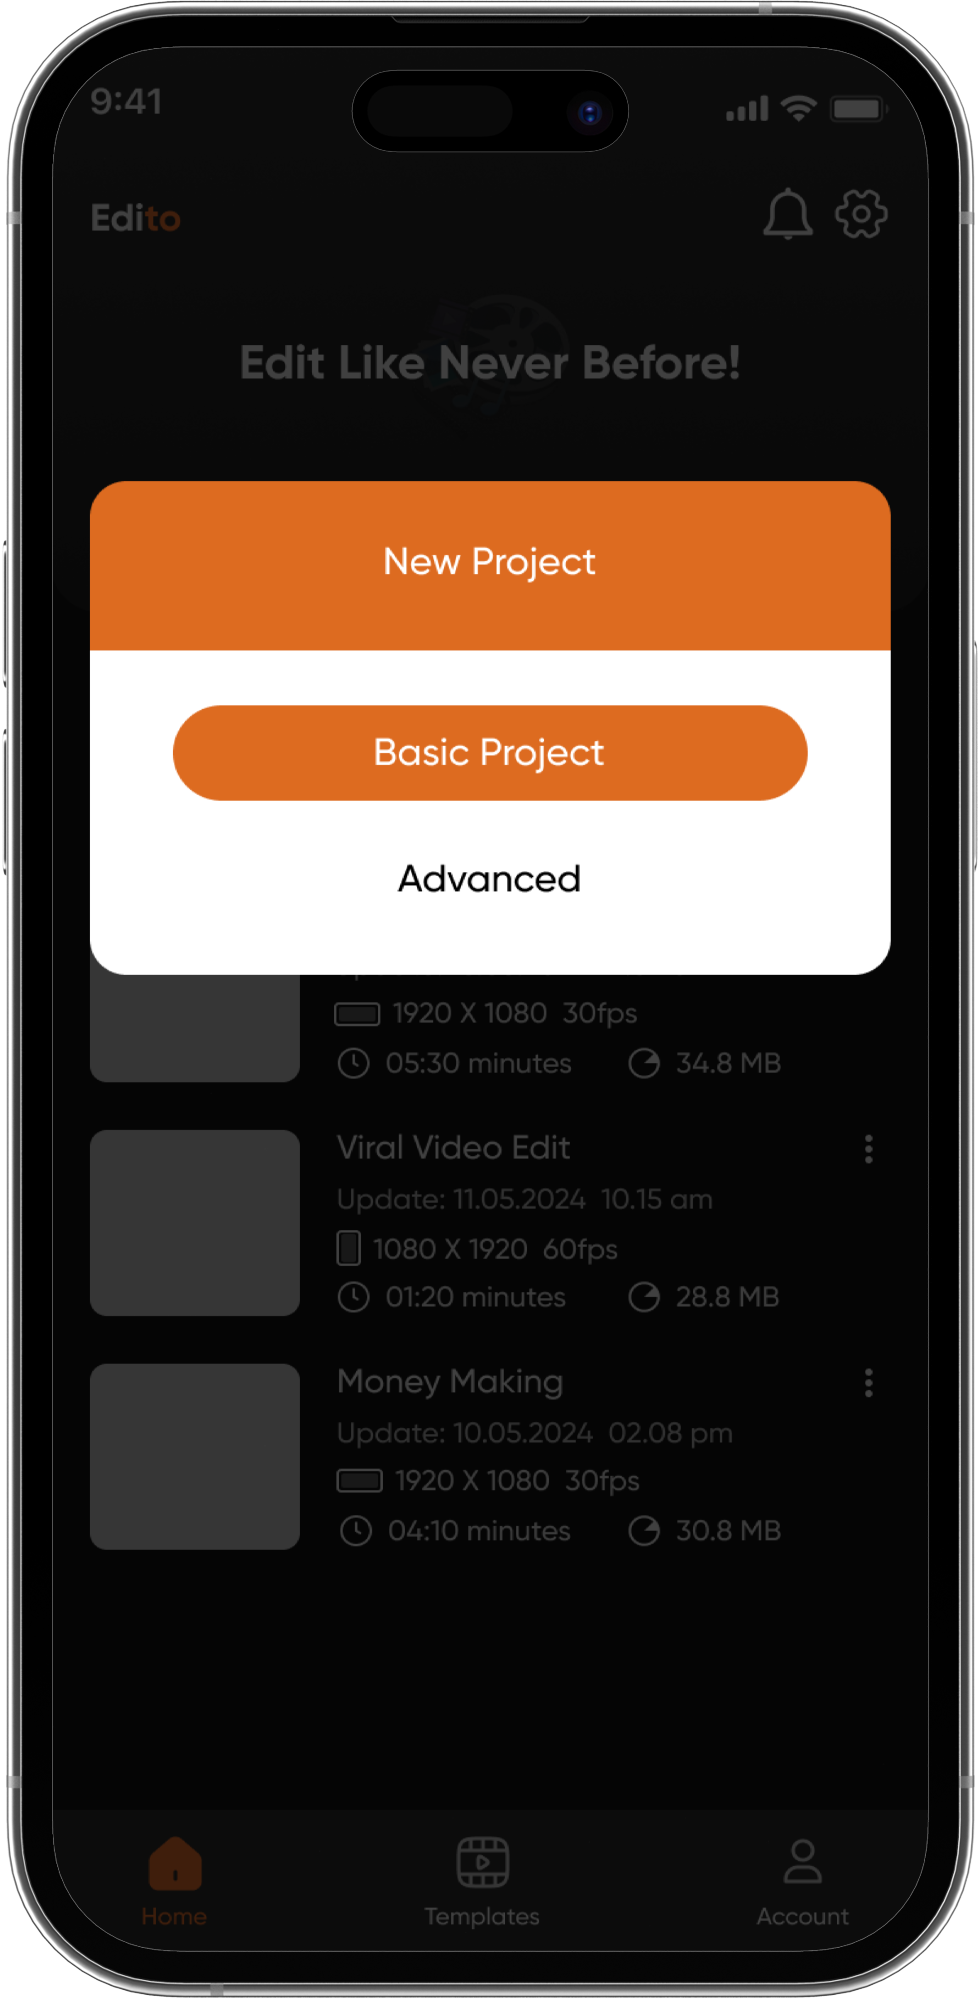 9:41
Edito
Edit Like Never Before!
New Project
Basic Project
Advanced
1920 X 1080 30fps
05:30 minutes 34.8 MB
Viral Video Edit
Update: 11.05.2024 10.15 am
1080 X 1920 60fps
01:20 minutes 28.8 MB
Money Making
Update: 10.05.2024 02.08 pm
1920 X 1080 30fps
04:10 minutes 30.8 MB
Home Templates Account